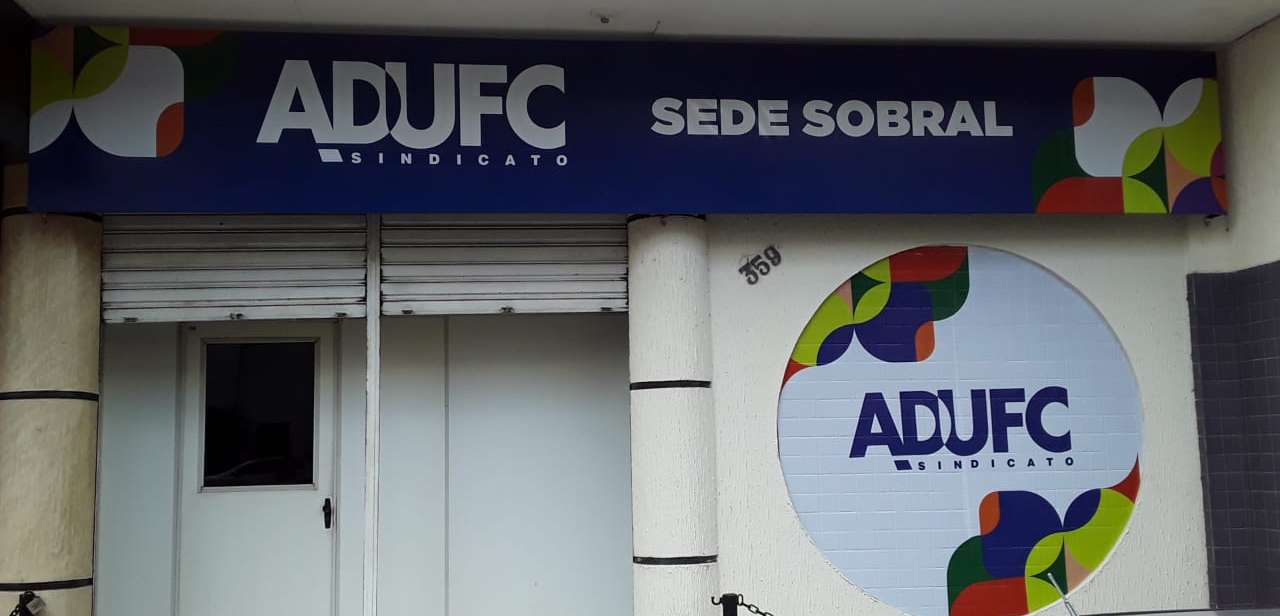 ADUFC
SINDICATO
SEDE SOBRAL
359
ADUFC
SINDICATO